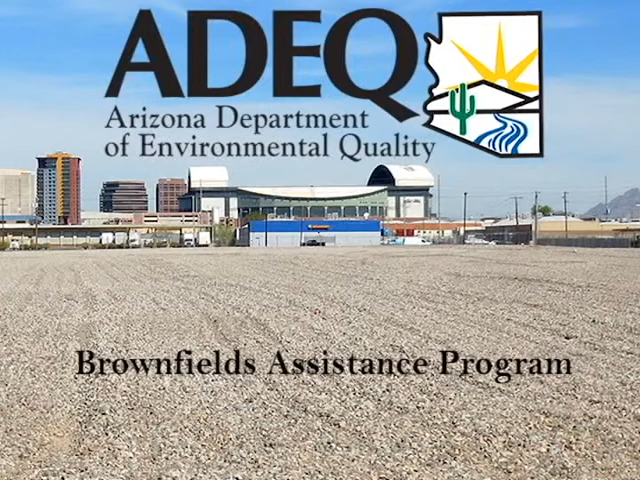 ADEQ
Arizona Department
of Environmental Quality
Brownfields Assistance Program